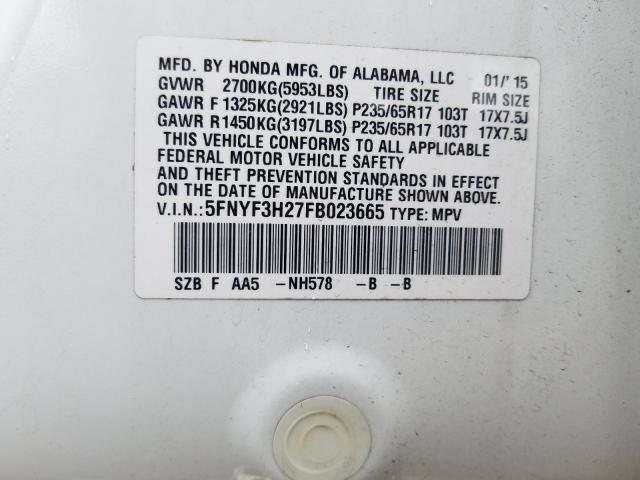 MFD. BY HONDA MFG. OF ALABAMA, LLC 01/'15
GVWR 2700KG(5953LBS) TIRE SIZE RIM SIZE
GAWR F 1325KG(2921LBS) P235/65R17 103T 17X7.5J
GAWR R1450KG(3197LBS) P235/65R17 103T 17X7.5J
THIS VEHICLE CONFORMS TO ALL APPLICABLE
FEDERAL MOTOR VEHICLE SAFETY
AND THEFT PREVENTION STANDARDS IN EFFECT
ON THE DATE OF MANUFACTURE SHOWN ABOVE.
V.I.N.:5FNYF3H27FB023665 TYPE: MPV
SZB F AA5 -NH578 -B -B